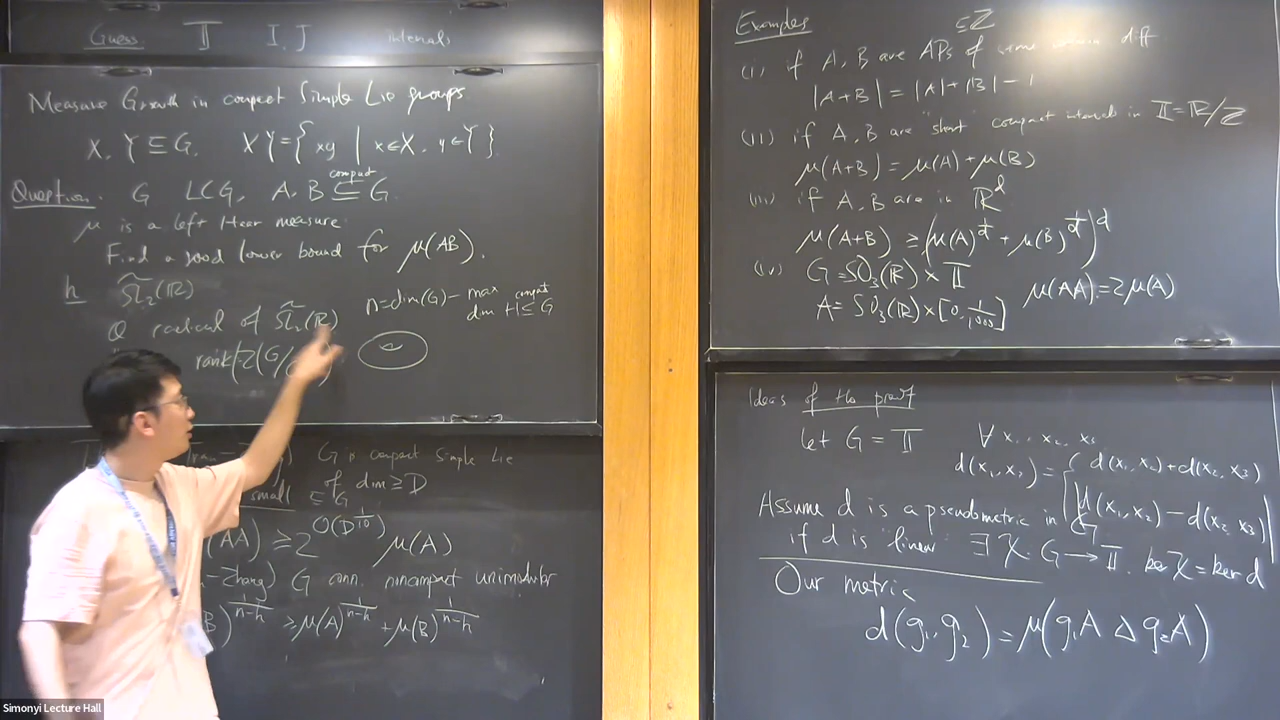 Guess. 𝕋 I, J intervals
Measure Growth in compact Simple Lie groups
X, Y ⊆ G. XY = { xy | x ∈ X, y ∈ Y }.
Question. G LCG, A, B ⊆ G. compact
μ is a left Haar measure.
Find a good lower bound for μ(AB).
h S̃L₂(ℝ)
n = dim(G) − max dim H ≤ G compact
Q radical of S̃L₂(ℝ)
rank(Z(G/
G is compact simple Lie
small ⊆ G of dim ≥ D
(AA) ≥ 2^{O(D^{1/10})} μ(A)
-Zhang) G conn. noncompact unimodular
B)^{1/(n-h)} ≥ μ(A)^{1/(n-h)} + μ(B)^{1/(n-h)}
Examples ⊆ ℤ
(i) if A, B are APs of same diff
|A+B| = |A|+|B| − 1
(ii) if A, B are "short" compact interval in 𝕋 = ℝ/ℤ
μ(A+B) = μ(A) + μ(B)
(iii) if A, B are in ℝ^d
μ(A+B) ≥ (μ(A)^{1/d} + μ(B)^{1/d})^d
(iv) G = SO₃(ℝ) × 𝕋
A = SO₃(ℝ) × [0, 1/1000] μ(AA) = 2μ(A)
Ideas of the proof
let G = 𝕋 ∀ x₁, x₂, x₃
d(x₁, x₃) = { d(x₁, x₂) + d(x₂, x₃)
|d(x₁, x₂) − d(x₂, x₃)|
Assume d is a pseudometric in G
if d is "linear" ∃ χ: G → 𝕋. ker χ = ker d
Our metric
d(g₁, g₂) = μ(g₁A Δ g₂A)
Simonyi Lecture Hall